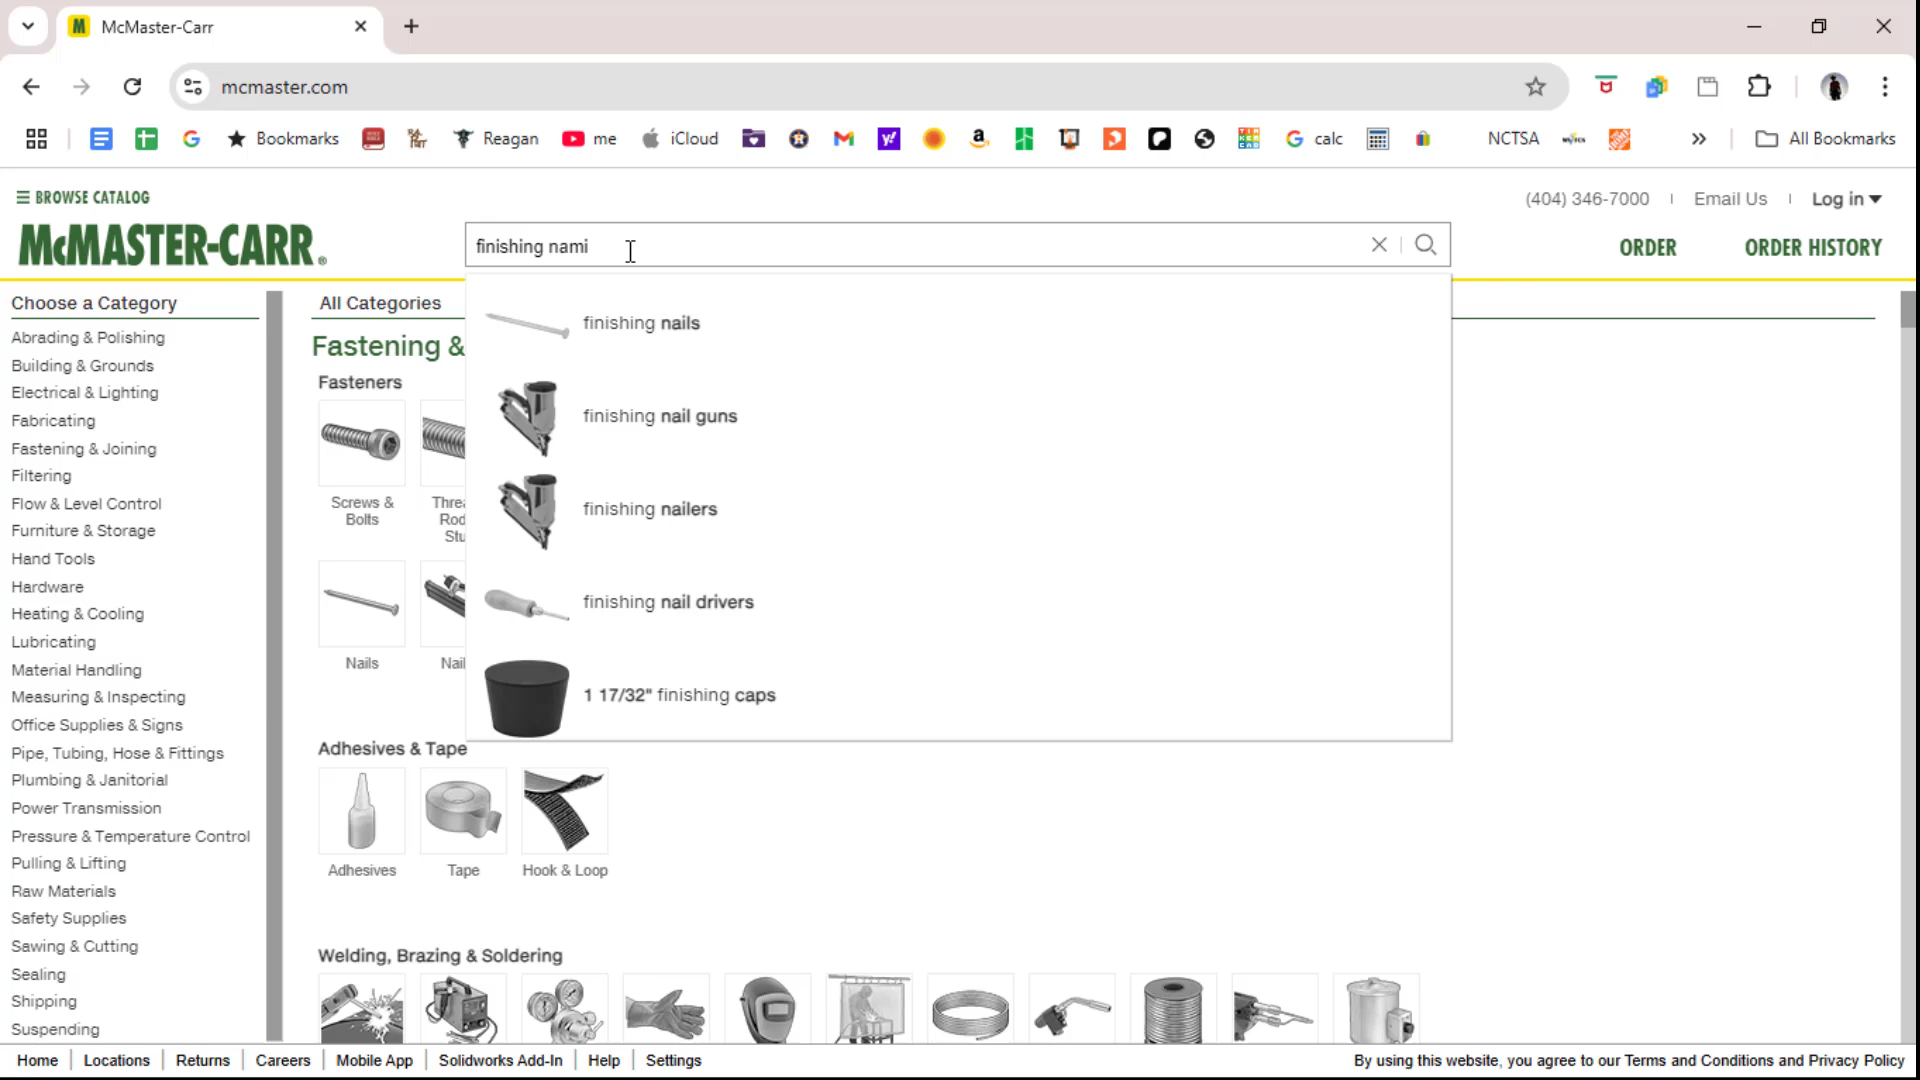 McMaster-Carr
mcmaster.com
Bookmarks
Reagan
me
iCloud
calc
NCTSA
All Bookmarks
BROWSE CATALOG
(404) 346-7000
Email Us
Log in
McMASTER-CARR®
finishing nami
ORDER
ORDER HISTORY
Choose a Category
Abrading & Polishing
Building & Grounds
Electrical & Lighting
Fabricating
Fastening & Joining
Filtering
Flow & Level Control
Furniture & Storage
Hand Tools
Hardware
Heating & Cooling
Lubricating
Material Handling
Measuring & Inspecting
Office Supplies & Signs
Pipe, Tubing, Hose & Fittings
Plumbing & Janitorial
Power Transmission
Pressure & Temperature Control
Pulling & Lifting
Raw Materials
Safety Supplies
Sawing & Cutting
Sealing
Shipping
Suspending
All Categories
Fastening &
Fasteners
Screws &
Bolts
Threa
Rod
Stu
Nails
Nail
finishing nails
finishing nail guns
finishing nailers
finishing nail drivers
1 17/32" finishing caps
Adhesives & Tape
Adhesives
Tape
Hook & Loop
Welding, Brazing & Soldering
Home
Locations
Returns
Careers
Mobile App
Solidworks Add-In
Help
Settings
By using this website, you agree to our Terms and Conditions and Privacy Policy